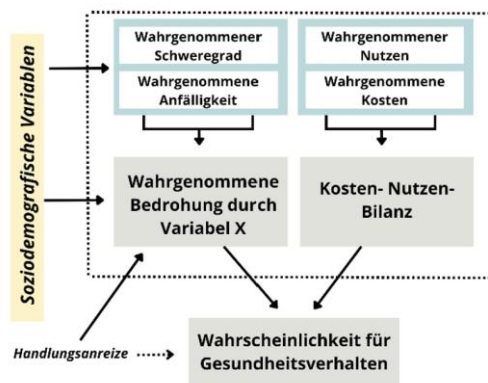 Soziodemografische Variablen
Wahrgenommener
Schweregrad
Wahrgenommene
Anfälligkeit
Wahrgenommener
Nutzen
Wahrgenommene
Kosten
Wahrgenommene
Bedrohung durch
Variabel X
Kosten- Nutzen-
Bilanz
Handlungsanreize
Wahrscheinlichkeit für
Gesundheitsverhalten